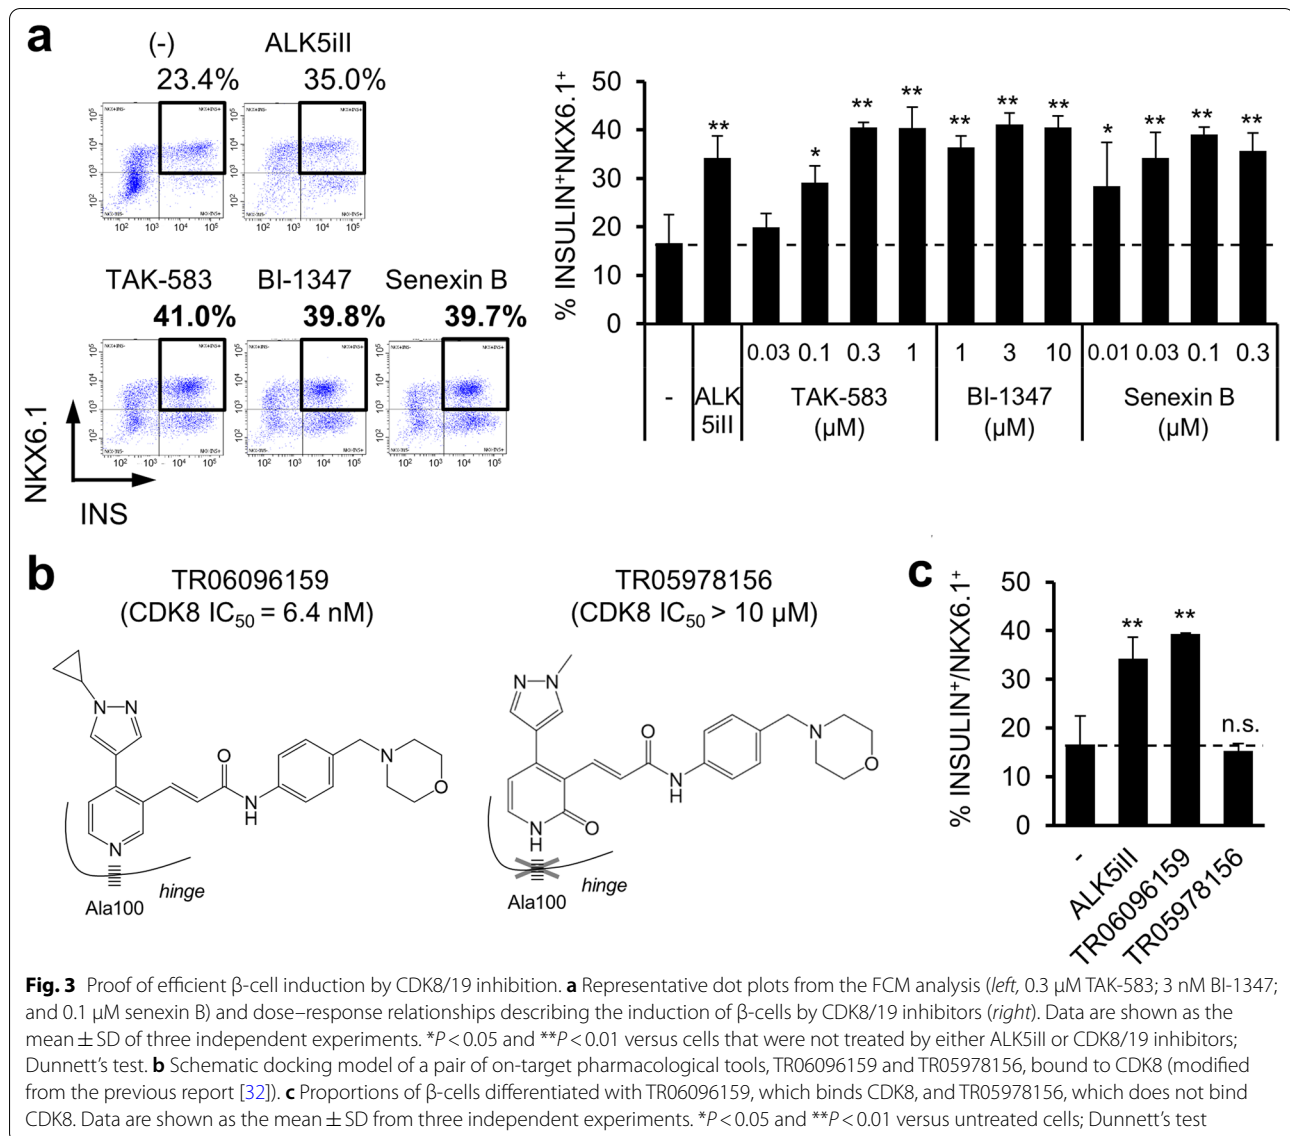 a
(-)
ALK5iII
23.4%
35.0%
TAK-583
BI-1347
Senexin B
41.0%
39.8%
39.7%
NKX6.1
INS
% INSULIN⁺NKX6.1⁺
50
40
30
20
10
0
**
*
**
**
**
**
**
*
**
**
**
0.03 0.1 0.3 1
1 3 10
0.01 0.03 0.1 0.3
-
ALK
5iII
TAK-583
(µM)
BI-1347
(µM)
Senexin B
(µM)
b
TR06096159
(CDK8 IC₅₀ = 6.4 nM)
N N
O
N
H
N
O
N
hinge
Ala100
TR05978156
(CDK8 IC₅₀ > 10 µM)
N N
O
N
H
N
O
N
H
O
hinge
Ala100
c
% INSULIN⁺/NKX6.1⁺
50
40
30
20
10
0
**
**
n.s.
-
ALK5iII
TR06096159
TR05978156
Fig. 3 Proof of efficient β-cell induction by CDK8/19 inhibition. a Representative dot plots from the FCM analysis (left, 0.3 µM TAK-583; 3 nM BI-1347;
and 0.1 µM senexin B) and dose–response relationships describing the induction of β-cells by CDK8/19 inhibitors (right). Data are shown as the
mean ± SD of three independent experiments. *P < 0.05 and **P < 0.01 versus cells that were not treated by either ALK5iII or CDK8/19 inhibitors;
Dunnett's test. b Schematic docking model of a pair of on-target pharmacological tools, TR06096159 and TR05978156, bound to CDK8 (modified
from the previous report [32]). c Proportions of β-cells differentiated with TR06096159, which binds CDK8, and TR05978156, which does not bind
CDK8. Data are shown as the mean ± SD from three independent experiments. *P < 0.05 and **P < 0.01 versus untreated cells; Dunnett's test